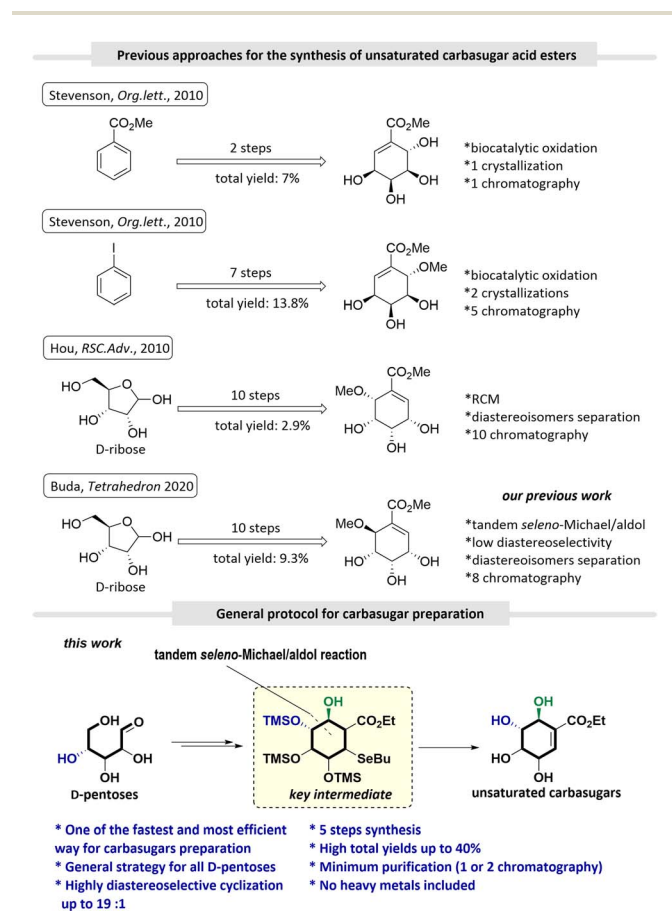 Previous approaches for the synthesis of unsaturated carbasugar acid esters
Stevenson, Org.lett., 2010
CO₂Me
2 steps
total yield: 7%
CO₂Me
OH
HO
OH
OH
*biocatalytic oxidation
*1 crystallization
*1 chromatography
Stevenson, Org.lett., 2010
I
7 steps
total yield: 13.8%
CO₂Me
OMe
HO
OH
OH
*biocatalytic oxidation
*2 crystallizations
*5 chromatography
Hou, RSC.Adv., 2010
HO
O
OH
HO
OH
D-ribose
10 steps
total yield: 2.9%
CO₂Me
MeO
HO
OH
OH
*RCM
*diastereoisomers separation
*10 chromatography
Buda, Tetrahedron 2020
HO
O
OH
HO
OH
D-ribose
10 steps
total yield: 9.3%
CO₂Me
MeO
HO
OH
OH
our previous work
*tandem seleno-Michael/aldol
*low diastereoselectivity
*diastereoisomers separation
*8 chromatography
General protocol for carbasugar preparation
this work
tandem seleno-Michael/aldol reaction
OH
O
HO
OH
OH
D-pentoses
OH
TMSO
CO₂Et
TMSO
SeBu
OTMS
key intermediate
OH
HO
CO₂Et
HO
OH
unsaturated carbasugars
* One of the fastest and most efficient
way for carbasugars preparation
* General strategy for all D-pentoses
* Highly diastereoselective cyclization
up to 19 :1
* 5 steps synthesis
* High total yields up to 40%
* Minimum purification (1 or 2 chromatography)
* No heavy metals included